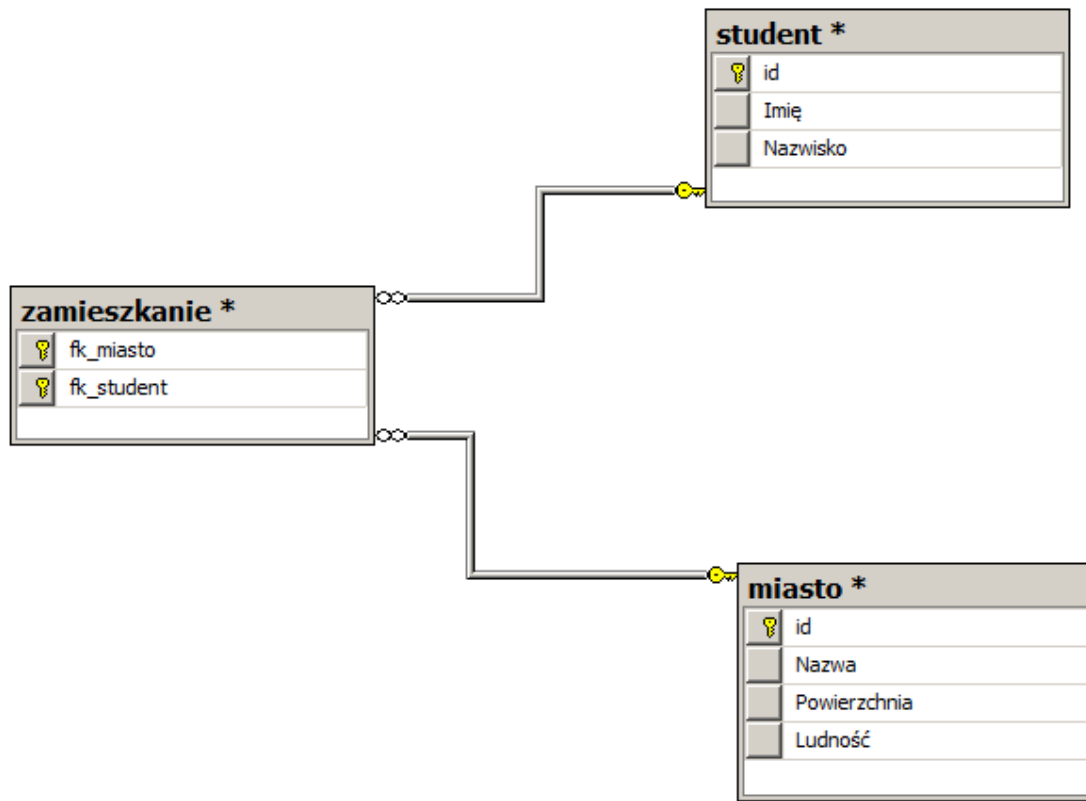 student *
id
Imię
Nazwisko
zamieszkanie *
fk_miasto
fk_student
miasto *
id
Nazwa
Powierzchnia
Ludność